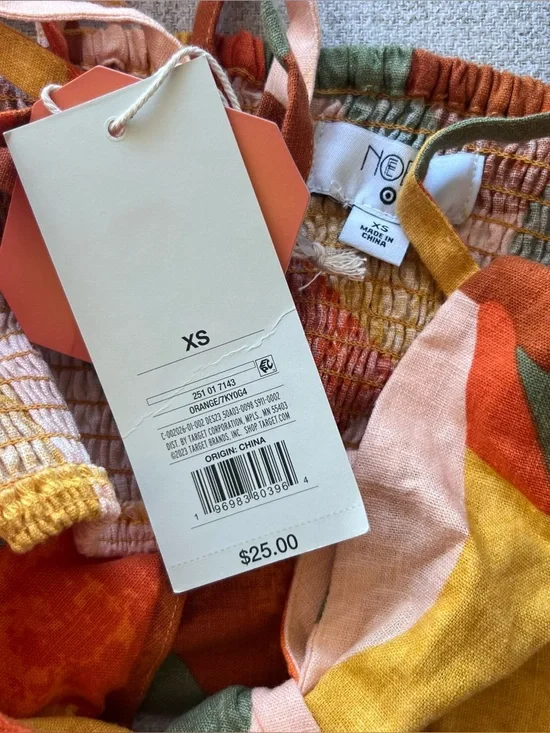 XS
251 01 7143
ORANGE/7KY0G4
C-002026-01-002 DES23 50A03-0098 S911-0002
DIST. BY TARGET CORPORATION, MPLS., MN 55403
©2023 TARGET BRANDS, INC. SHOP TARGET.COM
ORIGIN: CHINA
1 96983 80396 4
$25.00
XS
MADE IN
CHINA